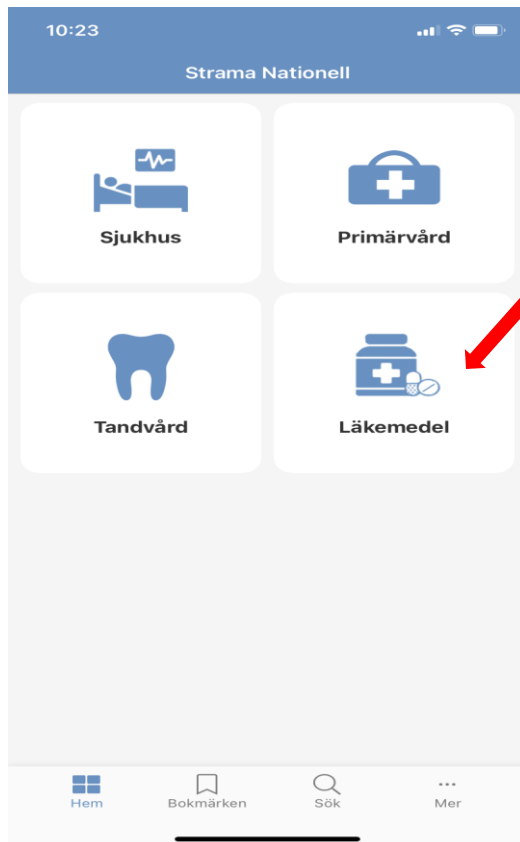 10:23
Strama Nationell
Sjukhus
Primärvård
Tandvård
Läkemedel
Hem
Bokmärken
Sök
Mer